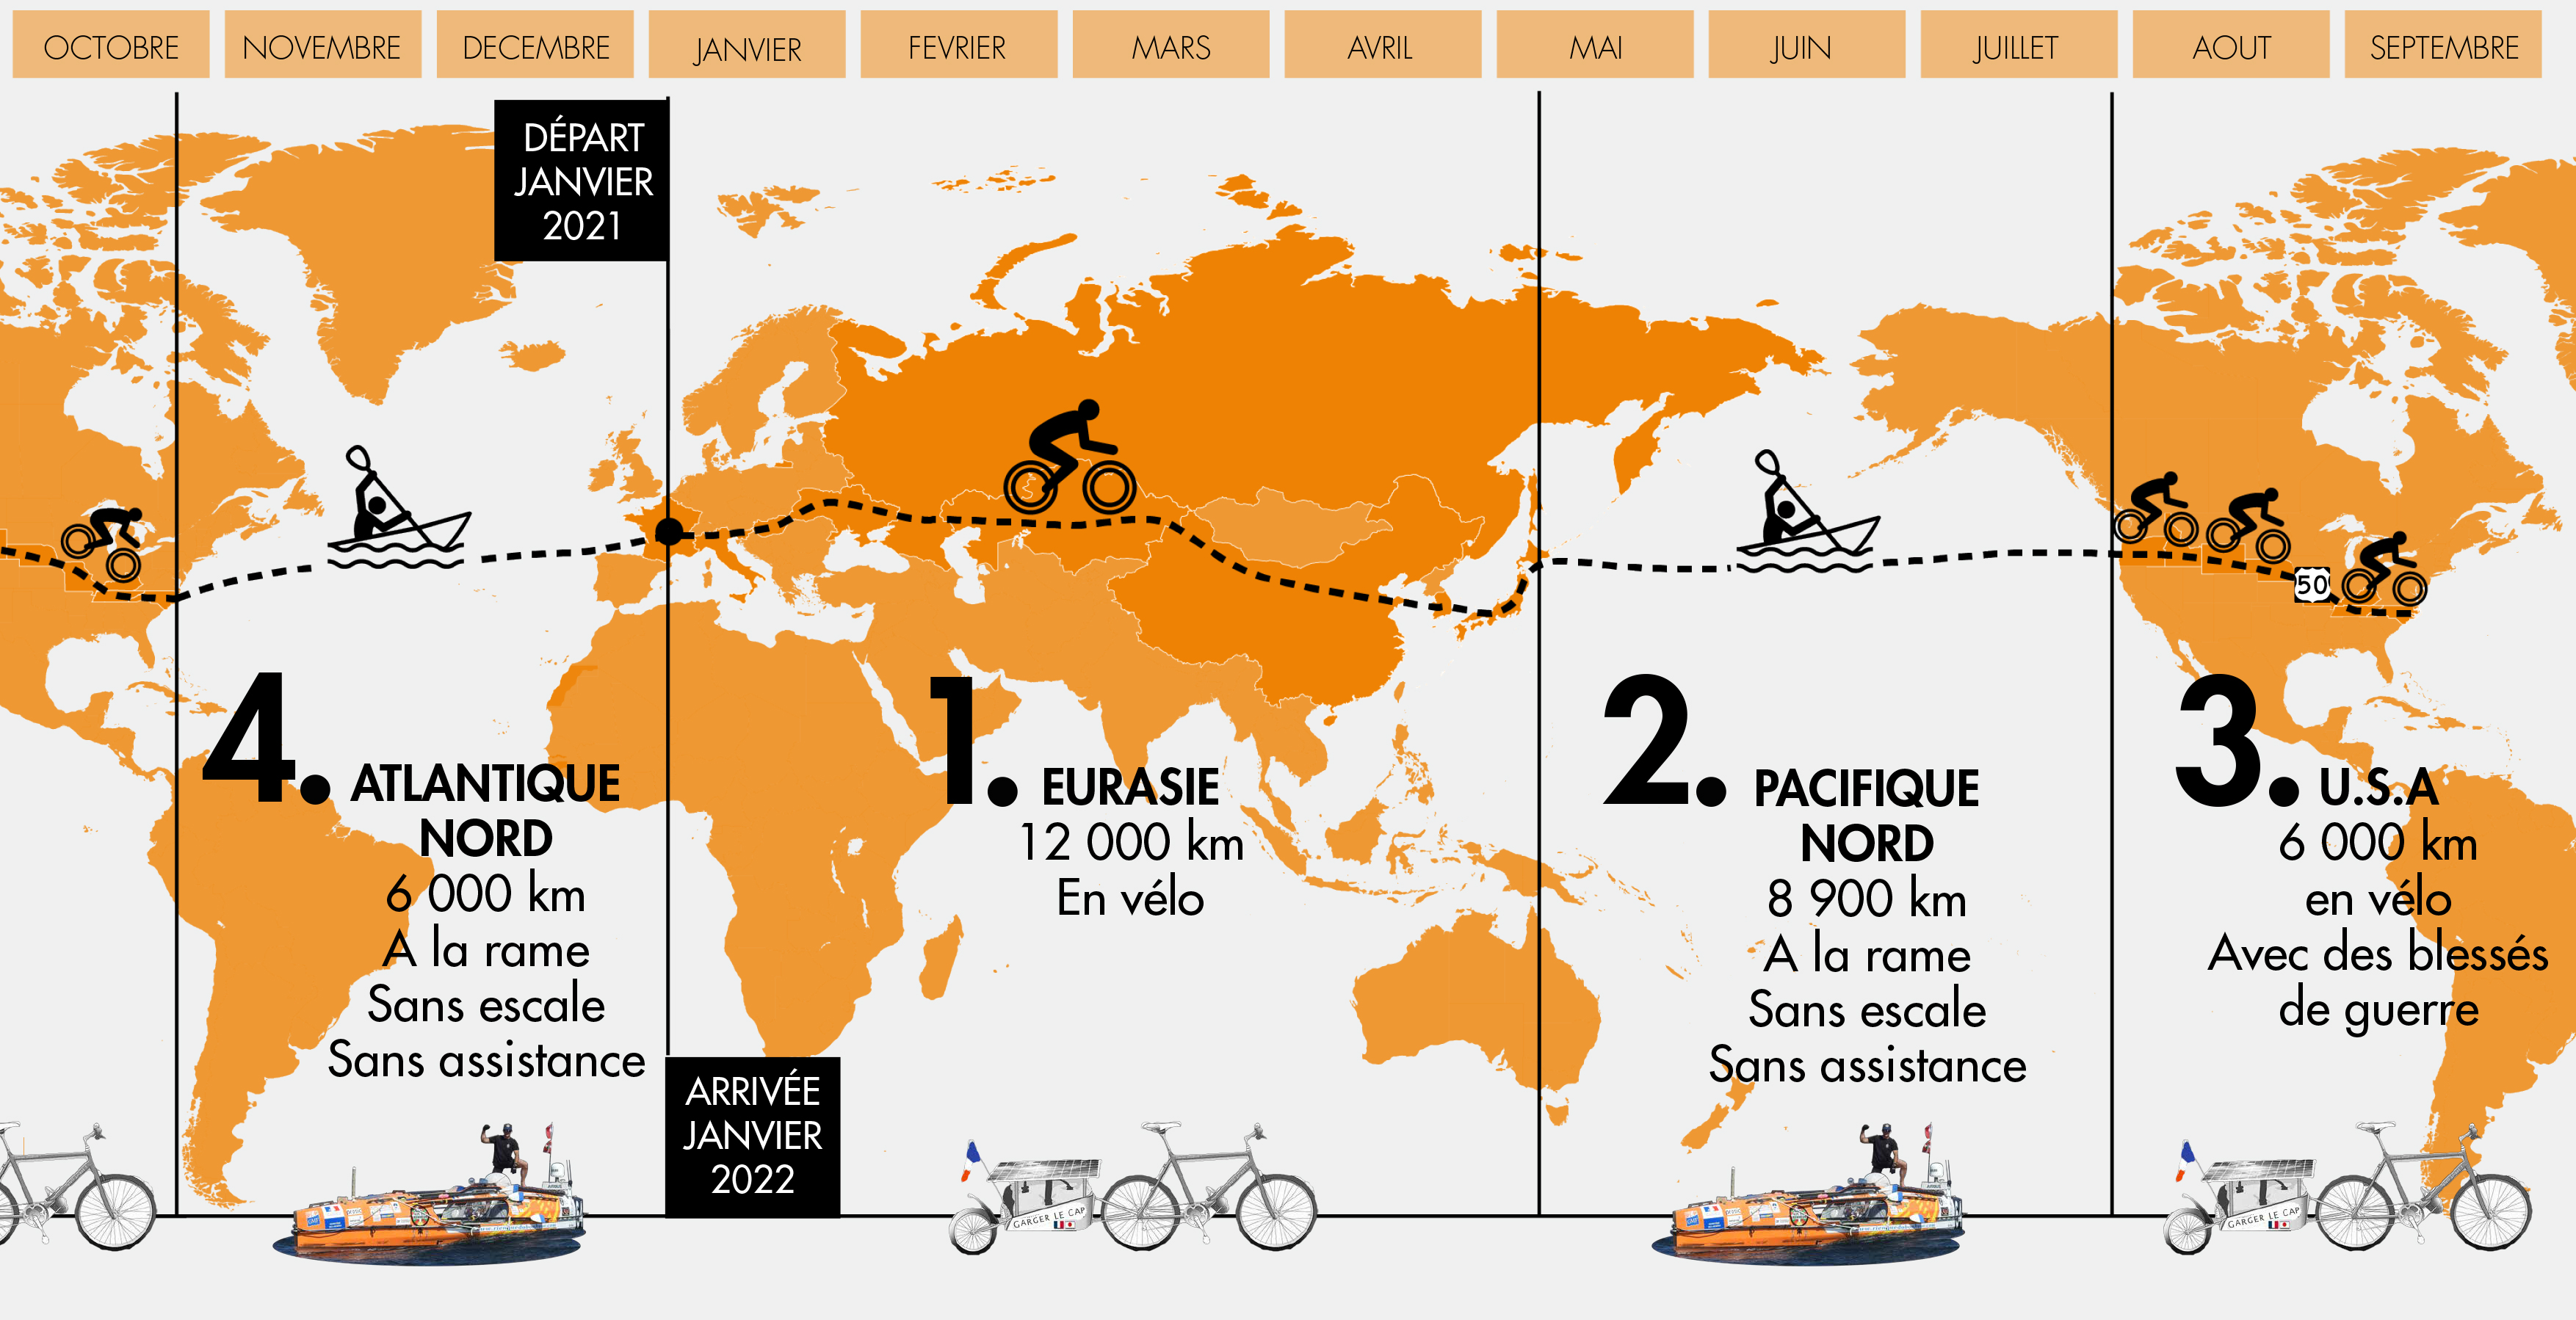 OCTOBRE
NOVEMBRE
DECEMBRE
JANVIER
FEVRIER
MARS
AVRIL
MAI
JUIN
JUILLET
AOUT
SEPTEMBRE
DÉPART
JANVIER
2021
50
4. ATLANTIQUE
NORD
6 000 km
A la rame
Sans escale
Sans assistance
1. EURASIE
12 000 km
En vélo
2. PACIFIQUE
NORD
8 900 km
A la rame
Sans escale
Sans assistance
3. U.S.A
6 000 km
en vélo
Avec des blessés
de guerre
ARRIVÉE
JANVIER
2022
GARGER LE CAP
GARGER LE CAP